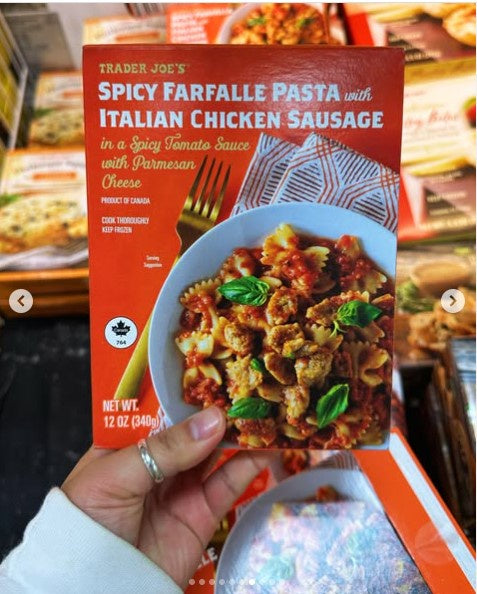 TRADER JOE'S
SPICY FARFALLE PASTA with
ITALIAN CHICKEN SAUSAGE
in a Spicy Tomato Sauce
with Parmesan
Cheese
PRODUCT OF CANADA
COOK THOROUGHLY
KEEP FROZEN
Serving
Suggestion
764
NET WT.
12 OZ (340g)